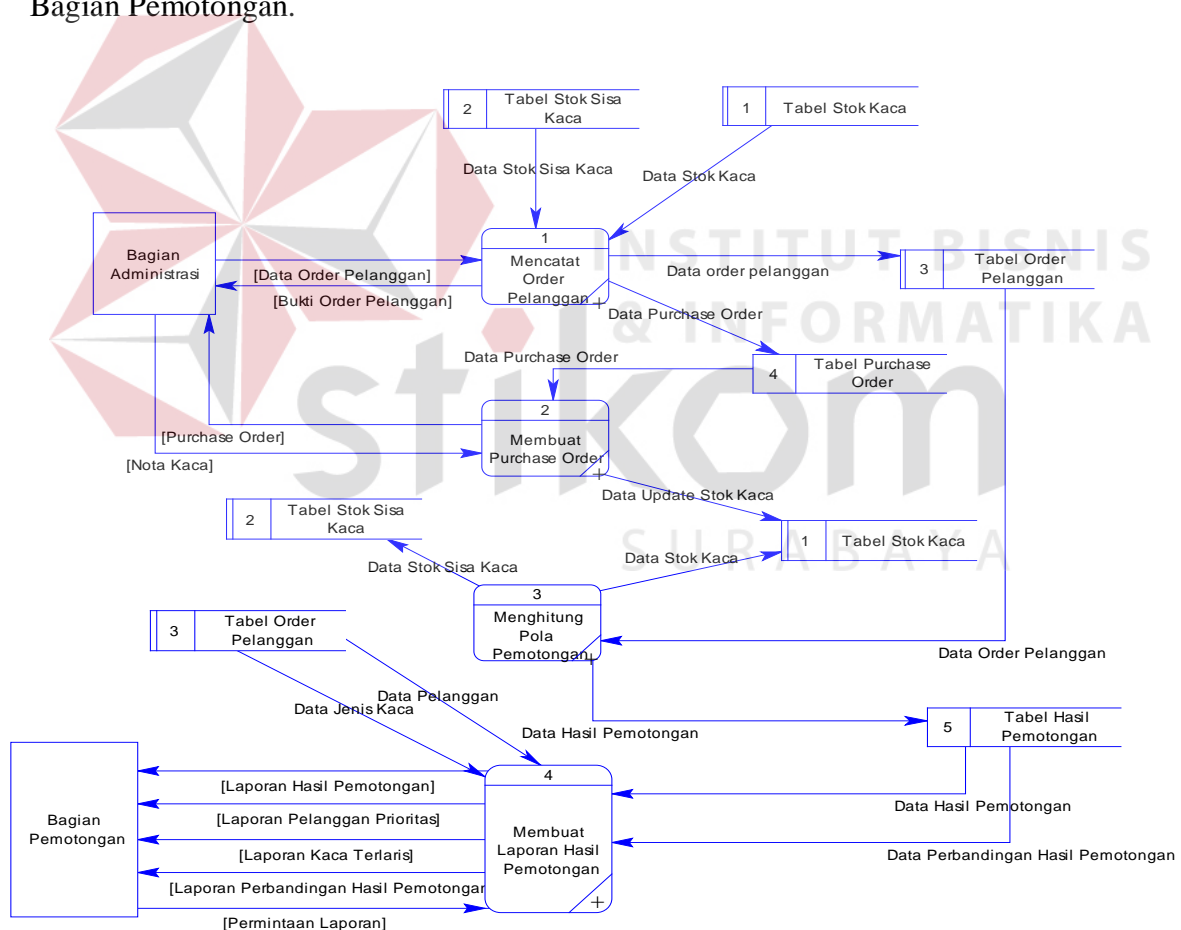 Bagian Pemotongan.
2
Tabel Stok Sisa
Kaca
1
Tabel Stok Kaca
Data Stok Sisa Kaca
Data Stok Kaca
Bagian
Administrasi
[Data Order Pelanggan]
[Bukti Order Pelanggan]
1
Mencatat
Order
Pelanggan
INSTITUT BISNIS
& INFORMATIKA
stikom
SURABAYA
Data order pelanggan
3
Tabel Order
Pelanggan
Data Purchase Order
Data Purchase Order
4
Tabel Purchase
Order
2
Membuat
Purchase Order
[Purchase Order]
[Nota Kaca]
Data Update Stok Kaca
2
Tabel Stok Sisa
Kaca
1
Tabel Stok Kaca
Data Stok Sisa Kaca
Data Stok Kaca
3
Menghitung
Pola
Pemotongan
3
Tabel Order
Pelanggan
Data Order Pelanggan
Data Pelanggan
Data Jenis Kaca
Data Hasil Pemotongan
5
Tabel Hasil
Pemotongan
4
Membuat
Laporan Hasil
Pemotongan
Bagian
Pemotongan
[Laporan Hasil Pemotongan]
[Laporan Pelanggan Prioritas]
[Laporan Kaca Terlaris]
[Laporan Perbandingan Hasil Pemotongan
[Permintaan Laporan]
Data Hasil Pemotongan
Data Perbandingan Hasil Pemotongan